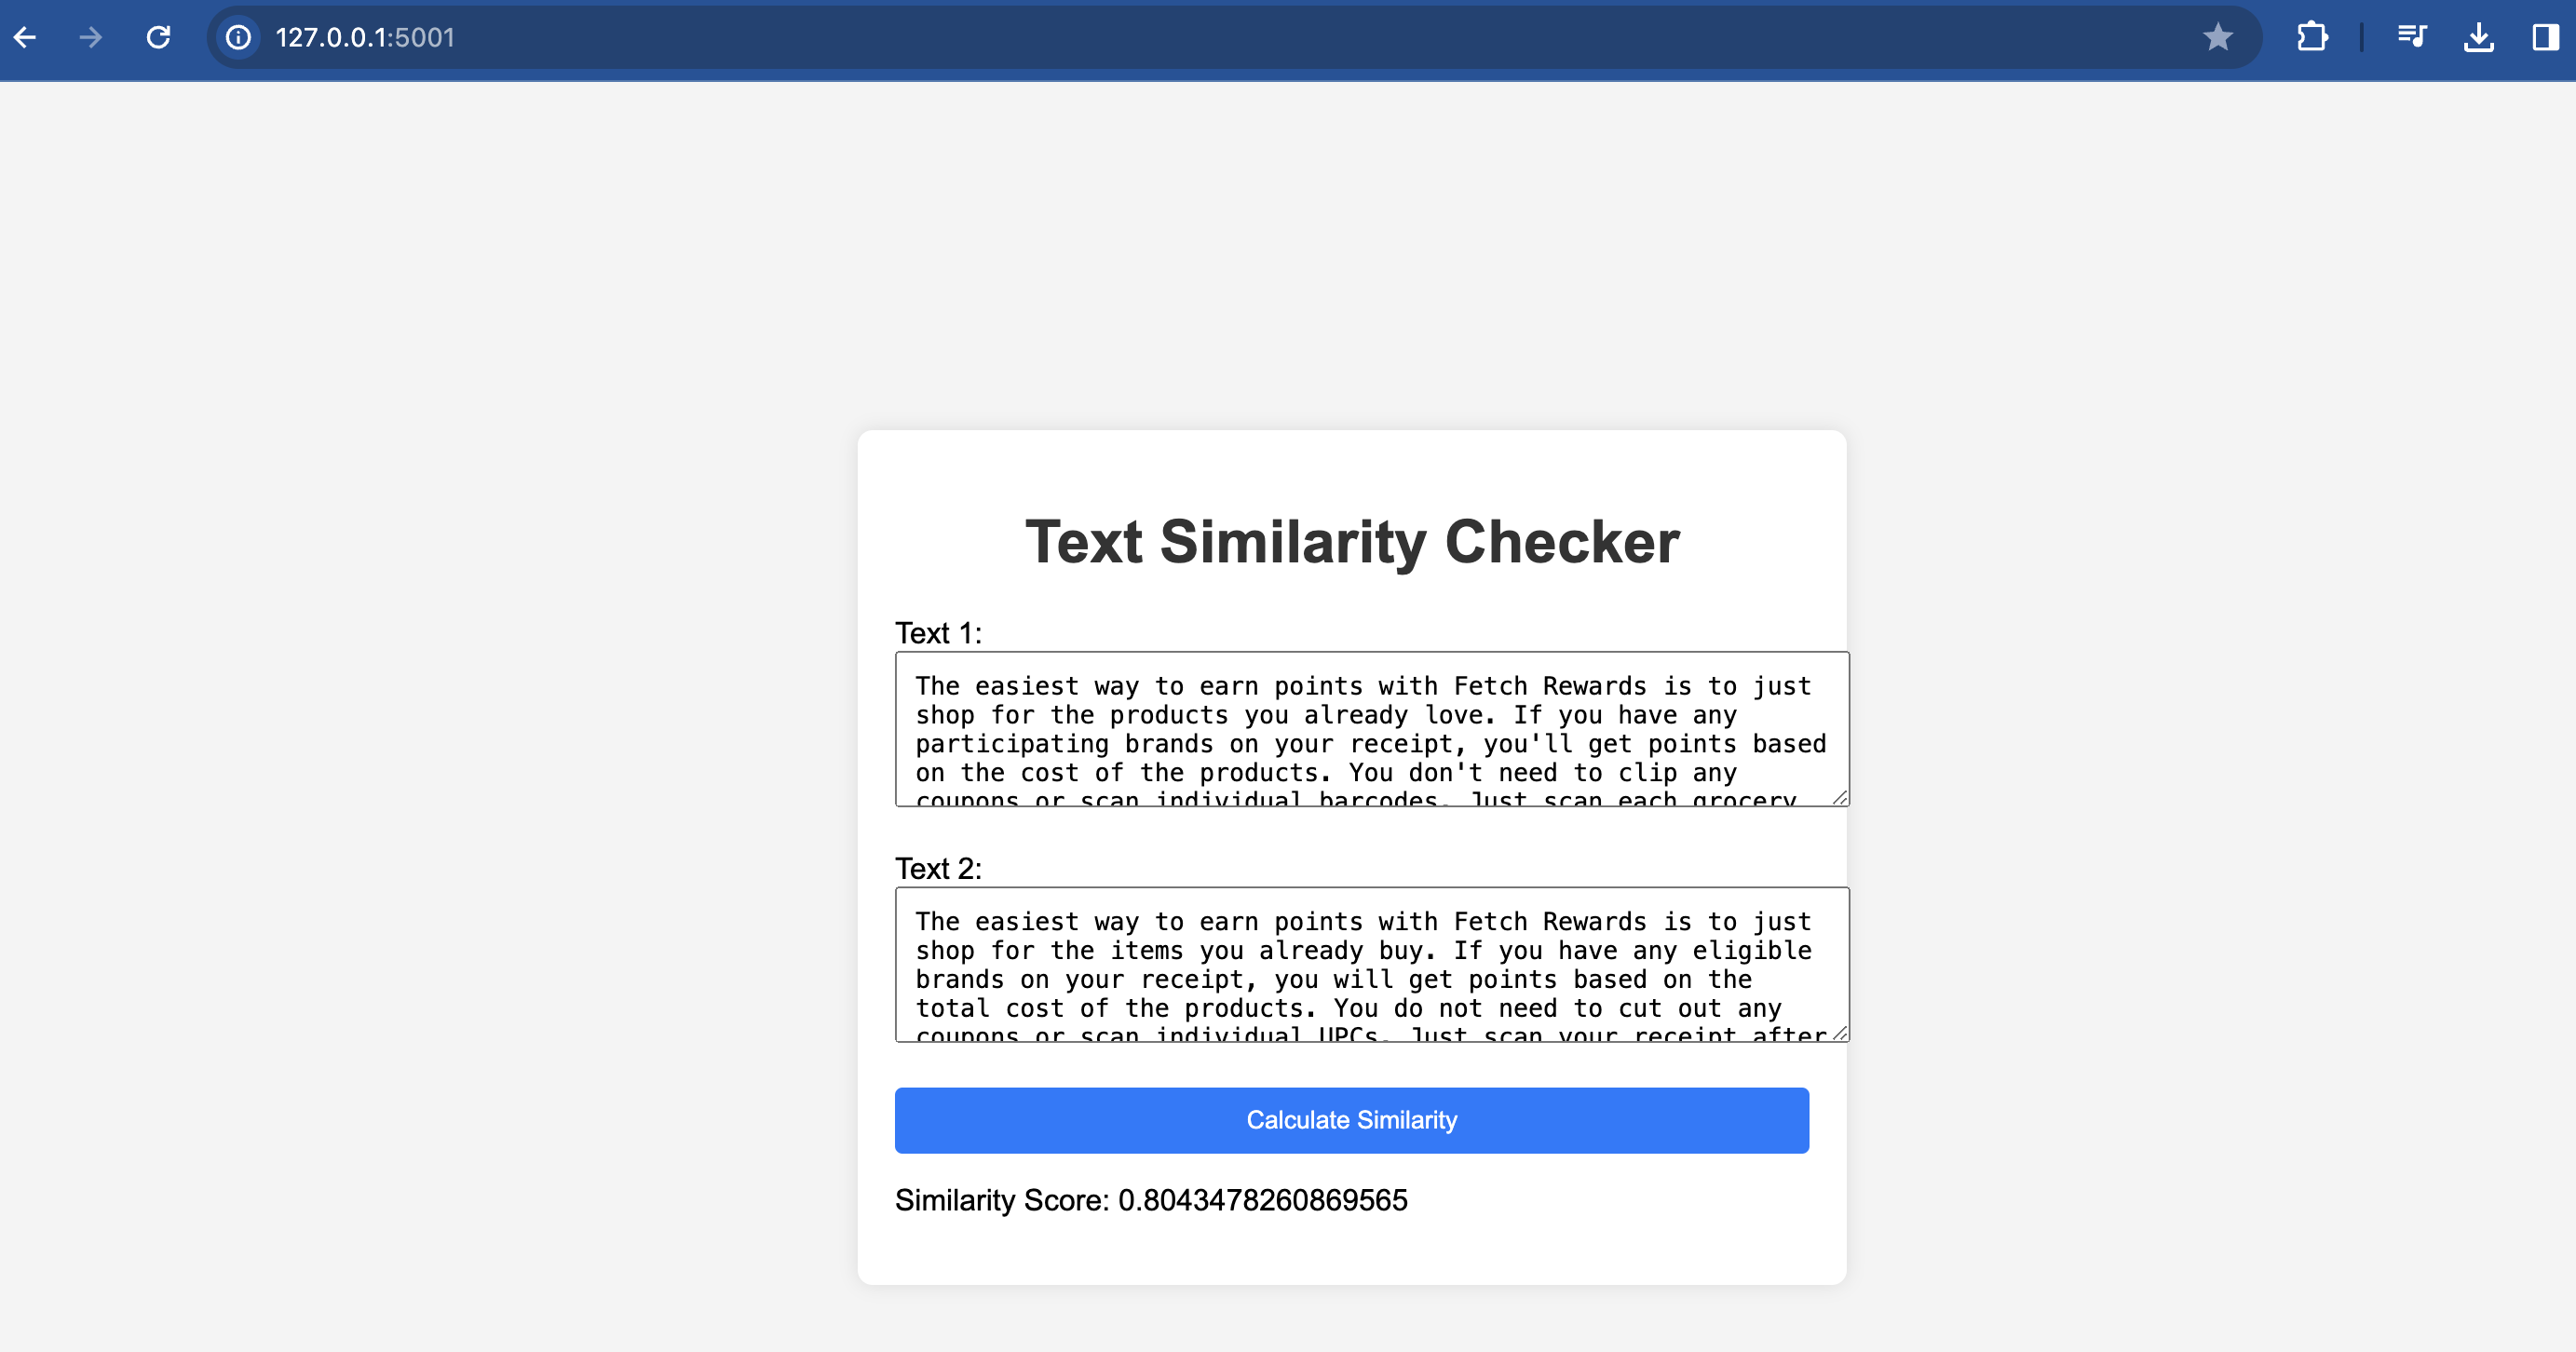 127.0.0.1:5001
Text Similarity Checker
Text 1:
The easiest way to earn points with Fetch Rewards is to just
shop for the products you already love. If you have any
participating brands on your receipt, you'll get points based
on the cost of the products. You don't need to clip any
coupons or scan individual barcodes. Just scan each grocery
Text 2:
The easiest way to earn points with Fetch Rewards is to just
shop for the items you already buy. If you have any eligible
brands on your receipt, you will get points based on the
total cost of the products. You do not need to cut out any
coupons or scan individual UPCs. Just scan your receipt after
Calculate Similarity
Similarity Score: 0.8043478260869565